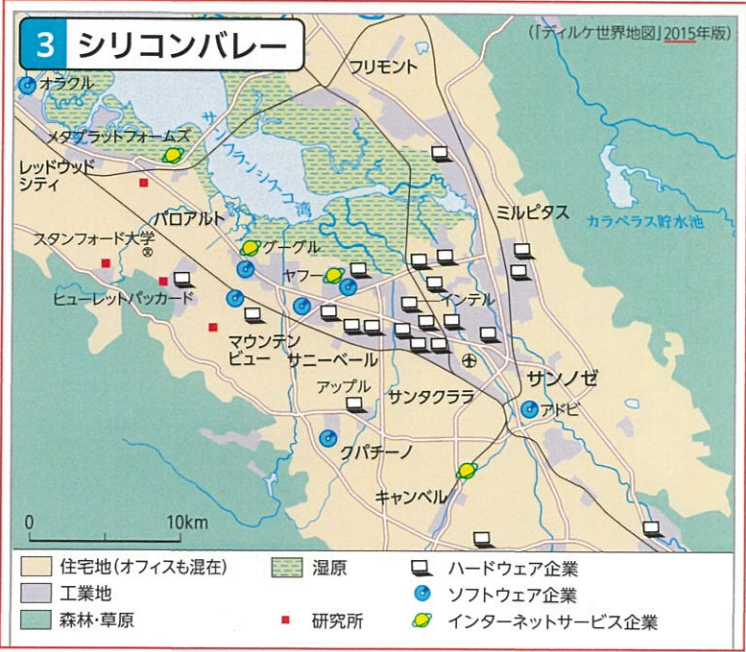 3 シリコンバレー
(『ディルケ世界地図』2015年版)
フリモント
オラクル
メタプラットフォームズ
サンフランシスコ湾
レッドウッド
シティ
パロアルト
ミルピタス
カラベラス貯水池
スタンフォード大学
グーグル
ヤフー
ヒューレットパッカード
インテル
マウンテン
ビュー
サニーベール
アップル
サンタクララ
サンノゼ
アドビ
クパチーノ
キャンベル
0
10km
住宅地(オフィスも混在)
湿原
ハードウェア企業
工業地
ソフトウェア企業
森林・草原
研究所
インターネットサービス企業